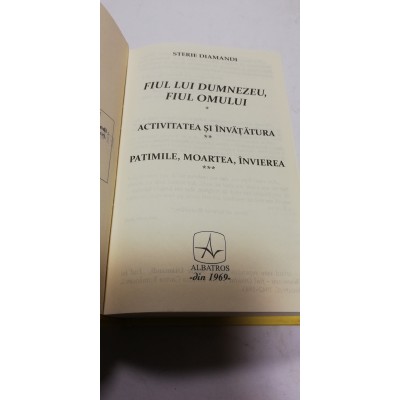 STERIE DIAMANDI
FIUL LUI DUMNEZEU,
FIUL OMULUI
*
ACTIVITATEA ȘI ÎNVĂȚĂTURA
**
PATIMILE, MOARTEA, ÎNVIEREA
***
ALBATROS
-din 1969-